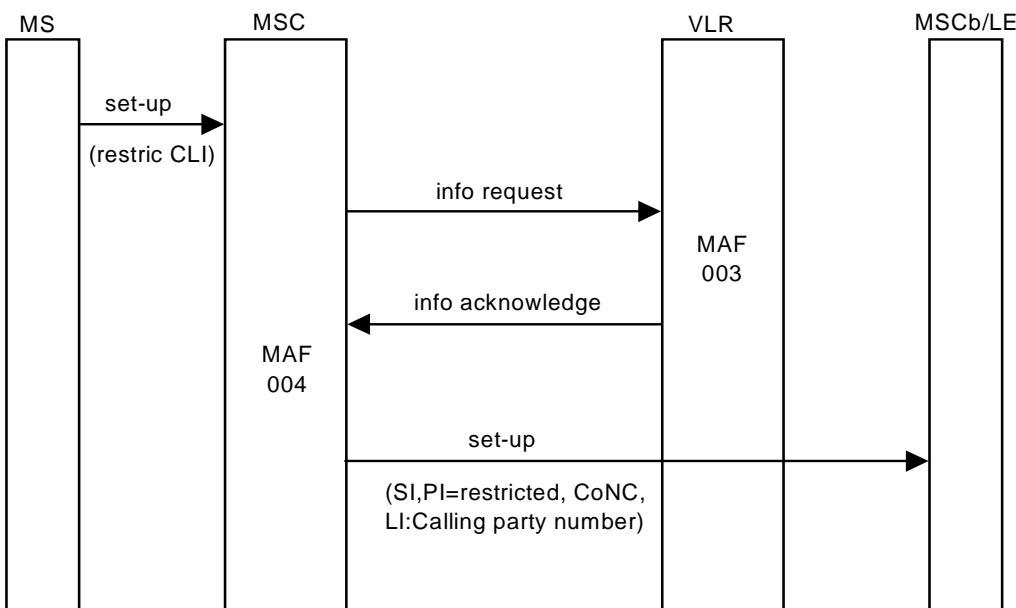 MS
MSC
VLR
MSCb/LE
set-up
(restric CLI)
info request
MAF
003
info acknowledge
MAF
004
set-up
(SI,PI=restricted, CoNC,
LI:Calling party number)